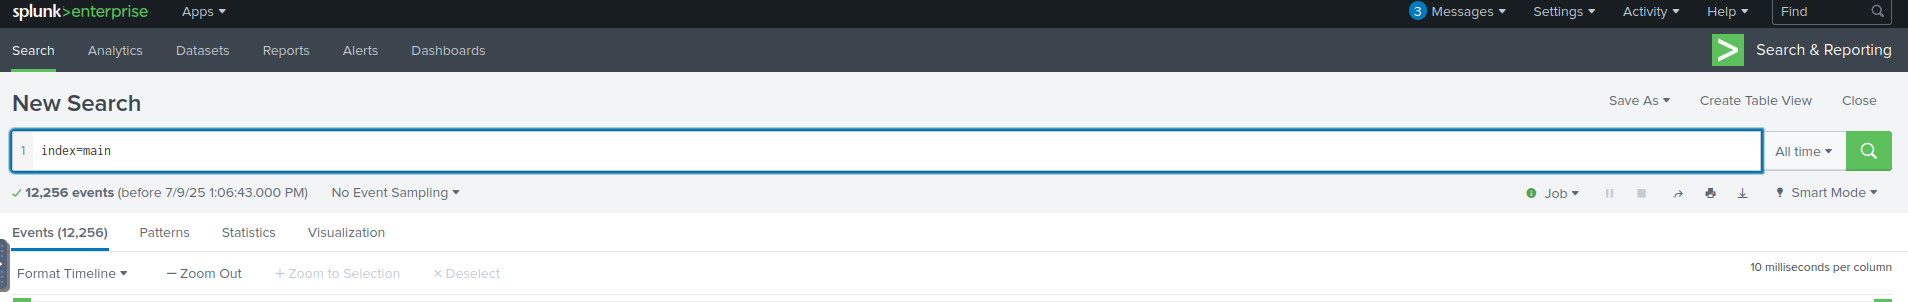 splunk>enterprise Apps 3 Messages Settings Activity Help Find
Search Analytics Datasets Reports Alerts Dashboards > Search & Reporting
New Search Save As Create Table View Close
1 index=main All time
12,256 events (before 7/9/25 1:06:43.000 PM) No Event Sampling Job Smart Mode
Events (12,256) Patterns Statistics Visualization
Format Timeline − Zoom Out + Zoom to Selection × Deselect 10 milliseconds per column